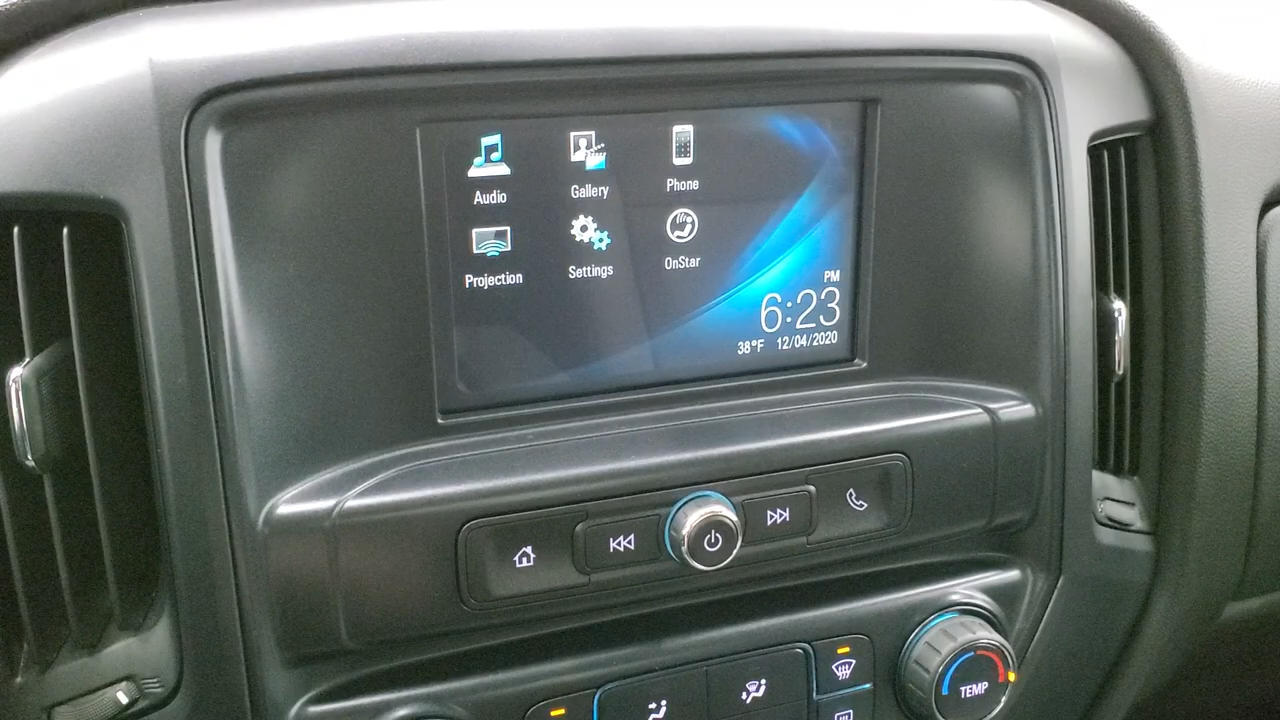 Audio
Gallery
Phone
Projection
Settings
OnStar
PM
6:23
38°F 12/04/2020
TEMP